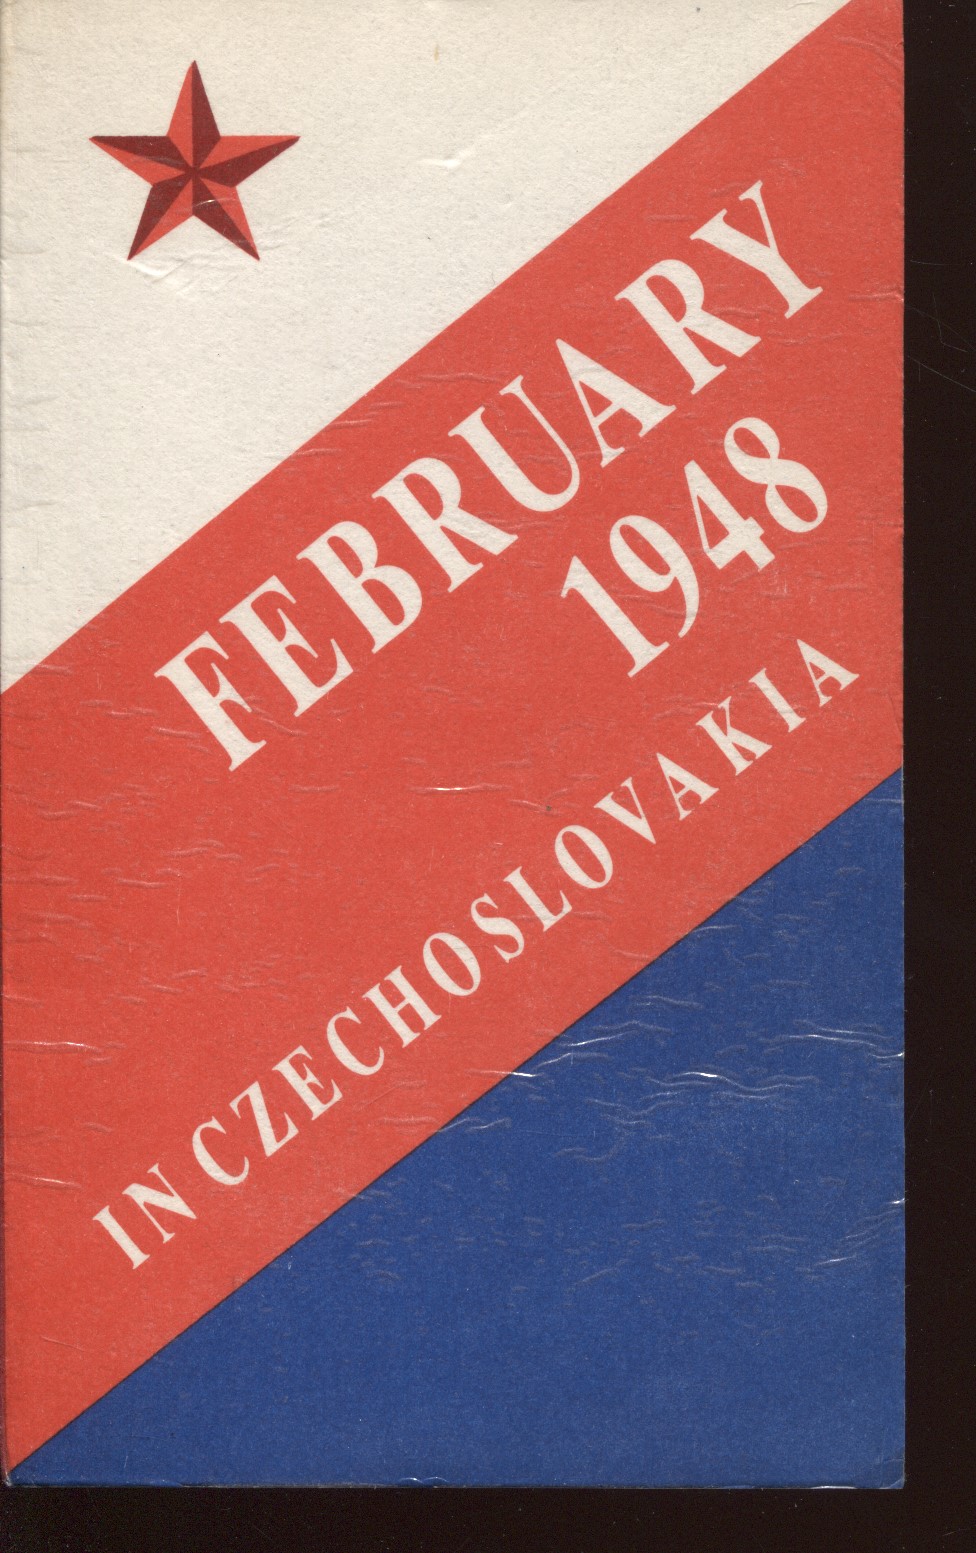 FEBRUARY
1948
IN CZECHOSLOVAKIA